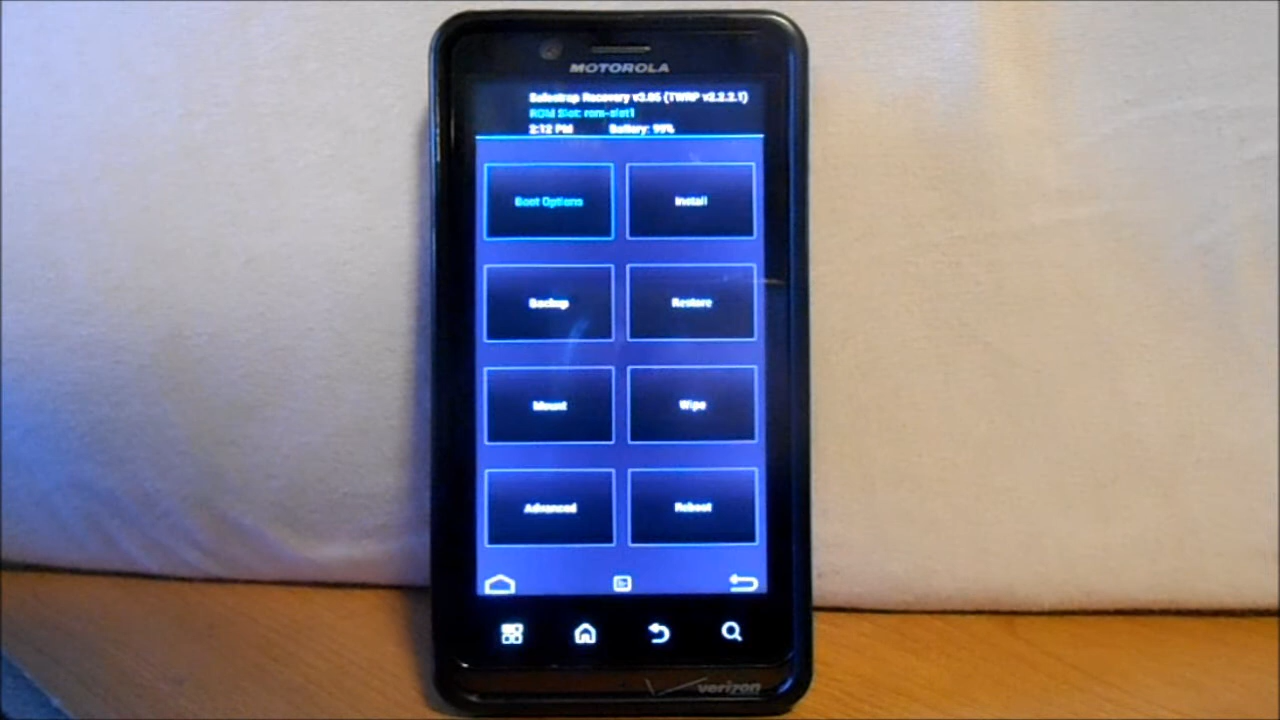 MOTOROLA
Safestrap Recovery v3.05 (TWRP v2.2.2.1)
ROM Slot: rom-slot1
2:12 PM Battery: 99%
Boot Options Install
Backup Restore
Mount Wipe
Advanced Reboot
verizon